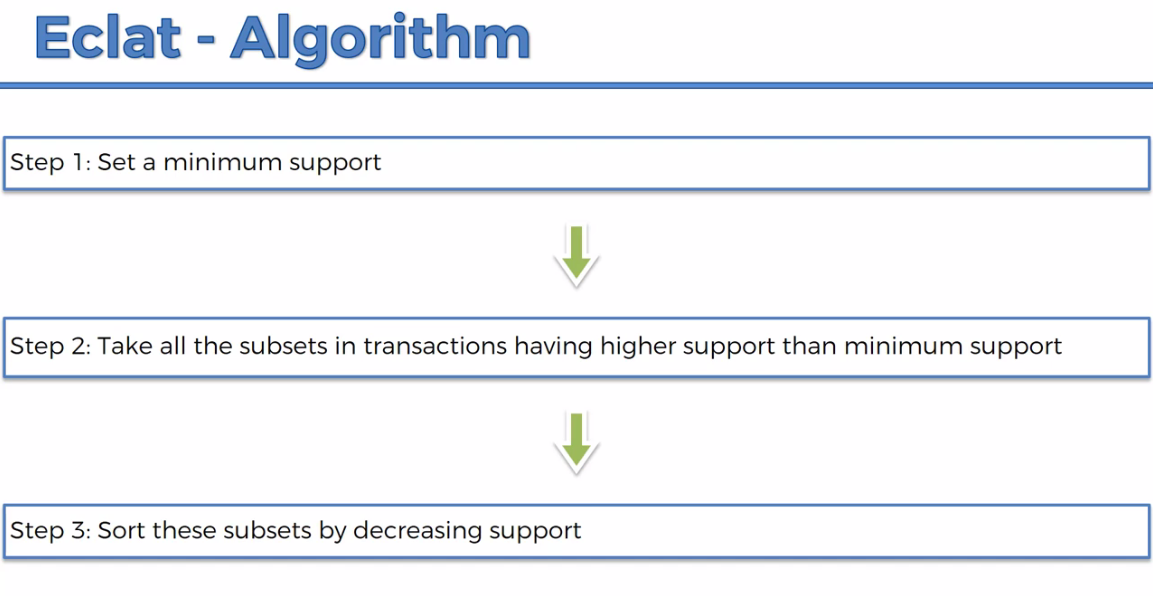 Eclat - Algorithm
Step 1: Set a minimum support
Step 2: Take all the subsets in transactions having higher support than minimum support
Step 3: Sort these subsets by decreasing support